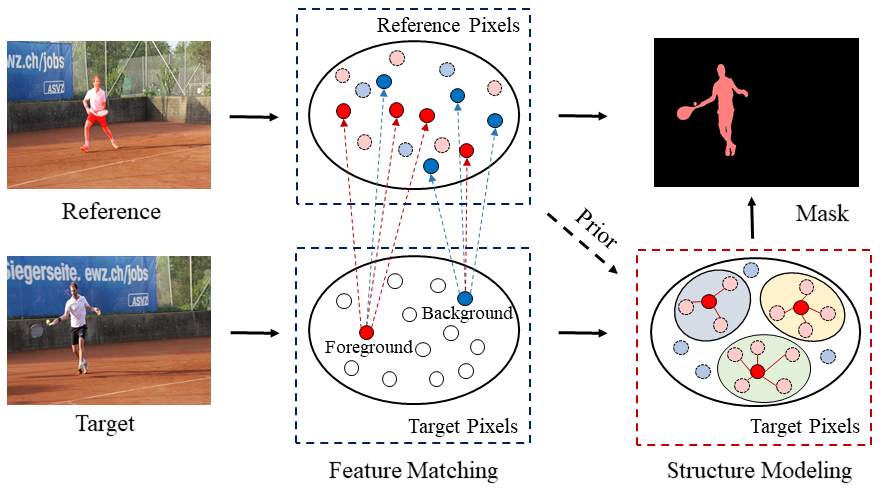 Reference Pixels
ewz.ch/jobs
ASVZ
Reference
Prior
Mask
Siegerseite. ewz.ch/jobs
ASVZ
Background
Foreground
Target
Target Pixels
Target Pixels
Feature Matching
Structure Modeling